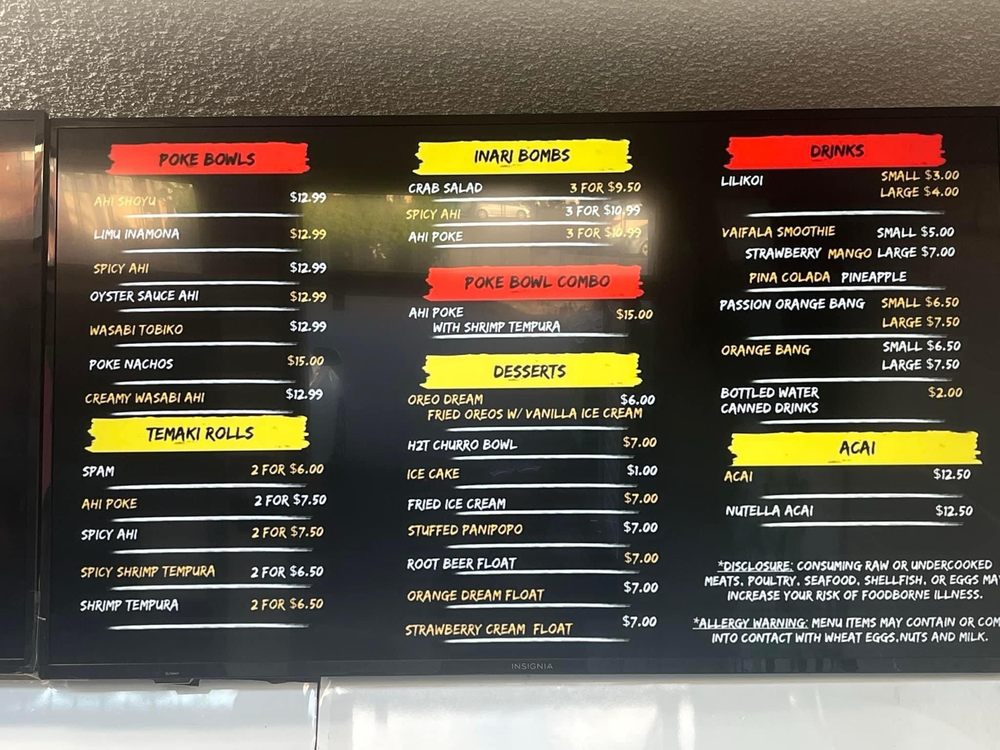 POKE BOWLS
AHI SHOYU $12.99
LIMU INAMONA $12.99
SPICY AHI $12.99
OYSTER SAUCE AHI $12.99
WASABI TOBIKO $12.99
POKE NACHOS $15.00
CREAMY WASABI AHI $12.99
TEMAKI ROLLS
SPAM 2 FOR $6.00
AHI POKE 2 FOR $7.50
SPICY AHI 2 FOR $7.50
SPICY SHRIMP TEMPURA 2 FOR $6.50
SHRIMP TEMPURA 2 FOR $6.50
INARI BOMBS
CRAB SALAD 3 FOR $9.50
SPICY AHI 3 FOR $10.99
AHI POKE 3 FOR $10.99
POKE BOWL COMBO
AHI POKE $15.00
WITH SHRIMP TEMPURA
DESSERTS
OREO DREAM $6.00
FRIED OREOS W/ VANILLA ICE CREAM
H2T CHURRO BOWL $7.00
ICE CAKE $1.00
FRIED ICE CREAM $7.00
STUFFED PANIPOPO $7.00
ROOT BEER FLOAT $7.00
ORANGE DREAM FLOAT $7.00
STRAWBERRY CREAM FLOAT $7.00
DRINKS
LILIKOI SMALL $3.00
LARGE $4.00
VAIFALA SMOOTHIE SMALL $5.00
STRAWBERRY MANGO LARGE $7.00
PINA COLADA PINEAPPLE
PASSION ORANGE BANG SMALL $6.50
LARGE $7.50
ORANGE BANG SMALL $6.50
LARGE $7.50
BOTTLED WATER $2.00
CANNED DRINKS
ACAI
ACAI $12.50
NUTELLA ACAI $12.50
*DISCLOSURE: CONSUMING RAW OR UNDERCOOKED
MEATS, POULTRY, SEAFOOD, SHELLFISH, OR EGGS MAY
INCREASE YOUR RISK OF FOODBORNE ILLNESS.
*ALLERGY WARNING: MENU ITEMS MAY CONTAIN OR COM
INTO CONTACT WITH WHEAT EGGS,NUTS AND MILK.
INSIGNIA